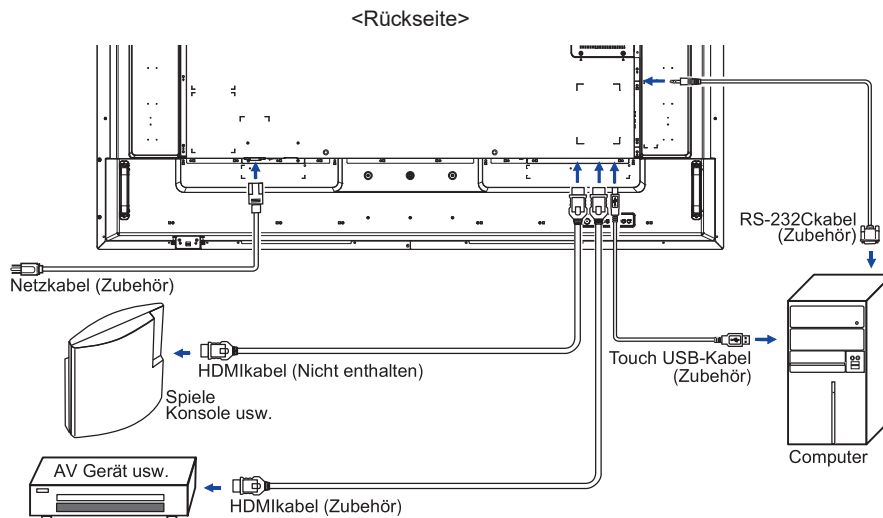 <Rückseite>
RS-232Ckabel
(Zubehör)
Netzkabel (Zubehör)
HDMIkabel (Nicht enthalten)
Touch USB-Kabel
(Zubehör)
Spiele
Konsole usw.
Computer
AV Gerät usw.
HDMIkabel (Zubehör)